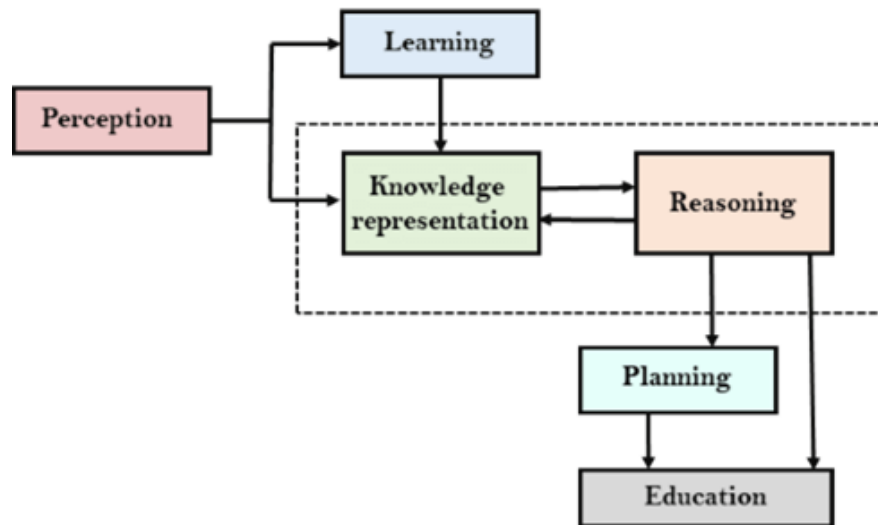 Learning
Perception
Knowledge
representation
Reasoning
Planning
Education